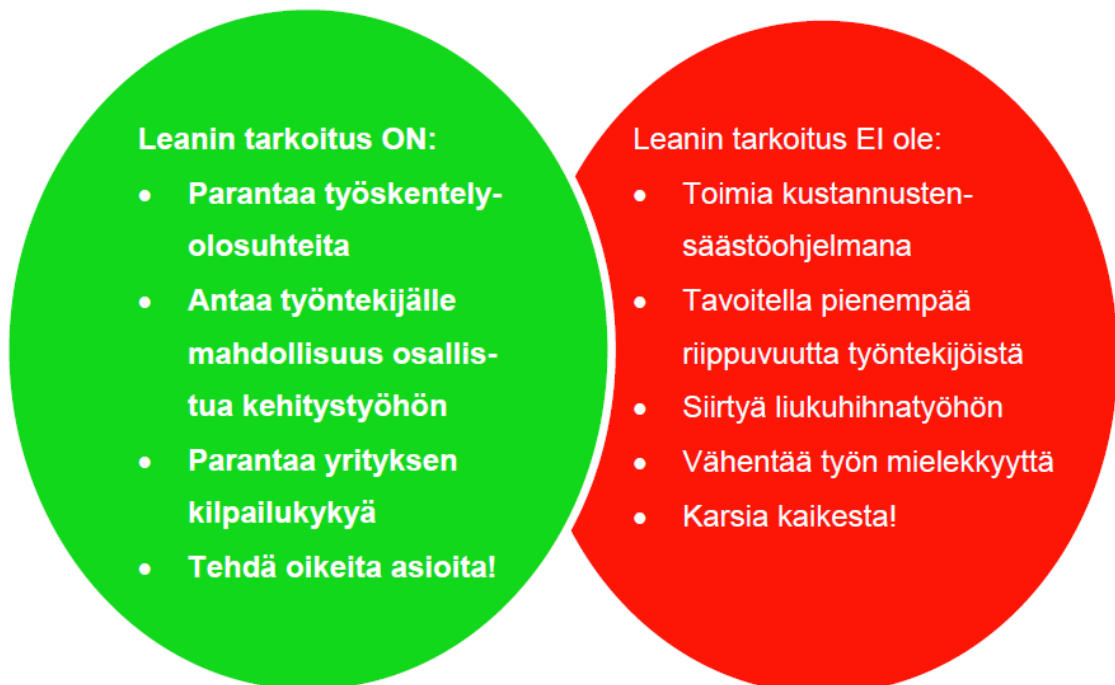 Leanin tarkoitus ON:
• Parantaa työskentely-
olosuhteita
• Antaa työntekijälle
mahdollisuus osallis-
tua kehitystyöhön
• Parantaa yrityksen
kilpailukykyä
• Tehdä oikeita asioita!
Leanin tarkoitus EI ole:
• Toimia kustannusten-
säästöohjelmana
• Tavoitella pienempää
riippuvuutta työntekijöistä
• Siirtyä liukuhihnatyöhön
• Vähentää työn mielekkyyttä
• Karsia kaikesta!